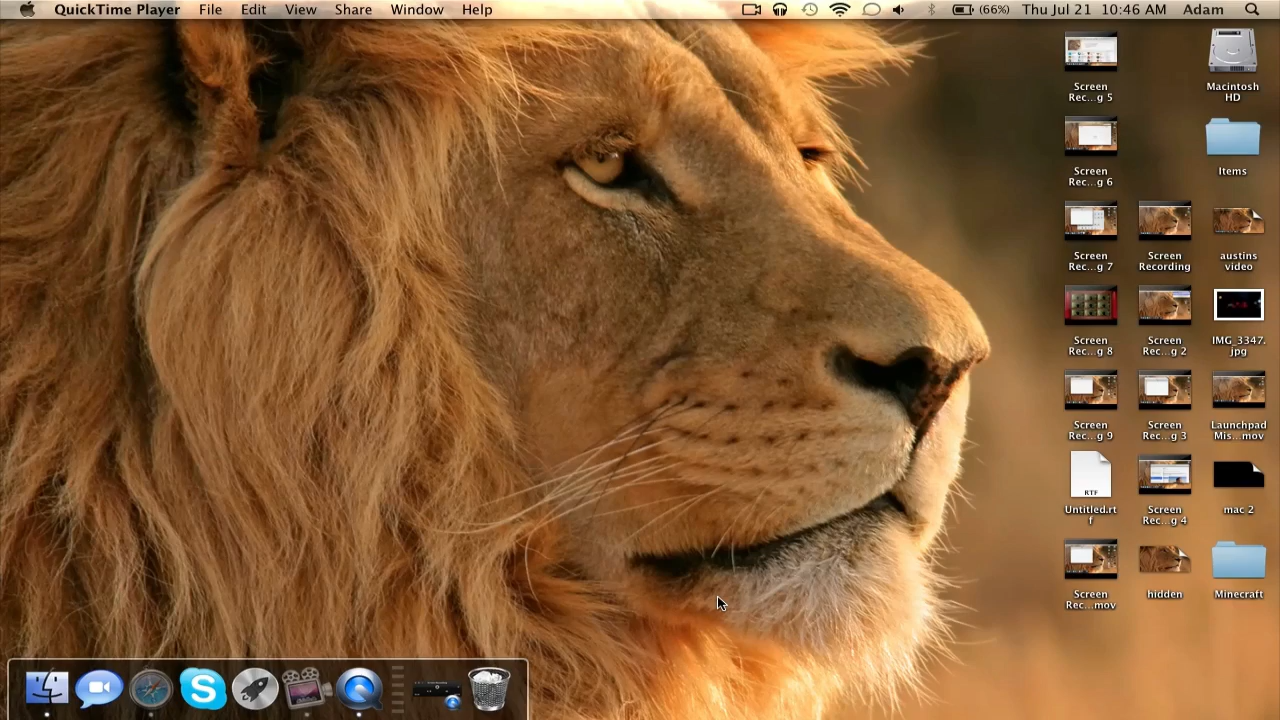 QuickTime Player File Edit View Share Window Help (66%) Thu Jul 21 10:46 AM Adam
Screen
Rec...g 5
Macintosh
HD
Screen
Rec...g 6
Items
Screen
Rec...g 7
Screen
Recording
austins
video
Screen
Rec...g 8
Screen
Rec...g 2
IMG_3347.
jpg
Screen
Rec...g 9
Screen
Rec...g 3
Launchpad
Mis...mov
RTF
Untitled.rt
f
Screen
Rec...g 4
mac 2
Screen
Rec...mov
hidden
Minecraft
S